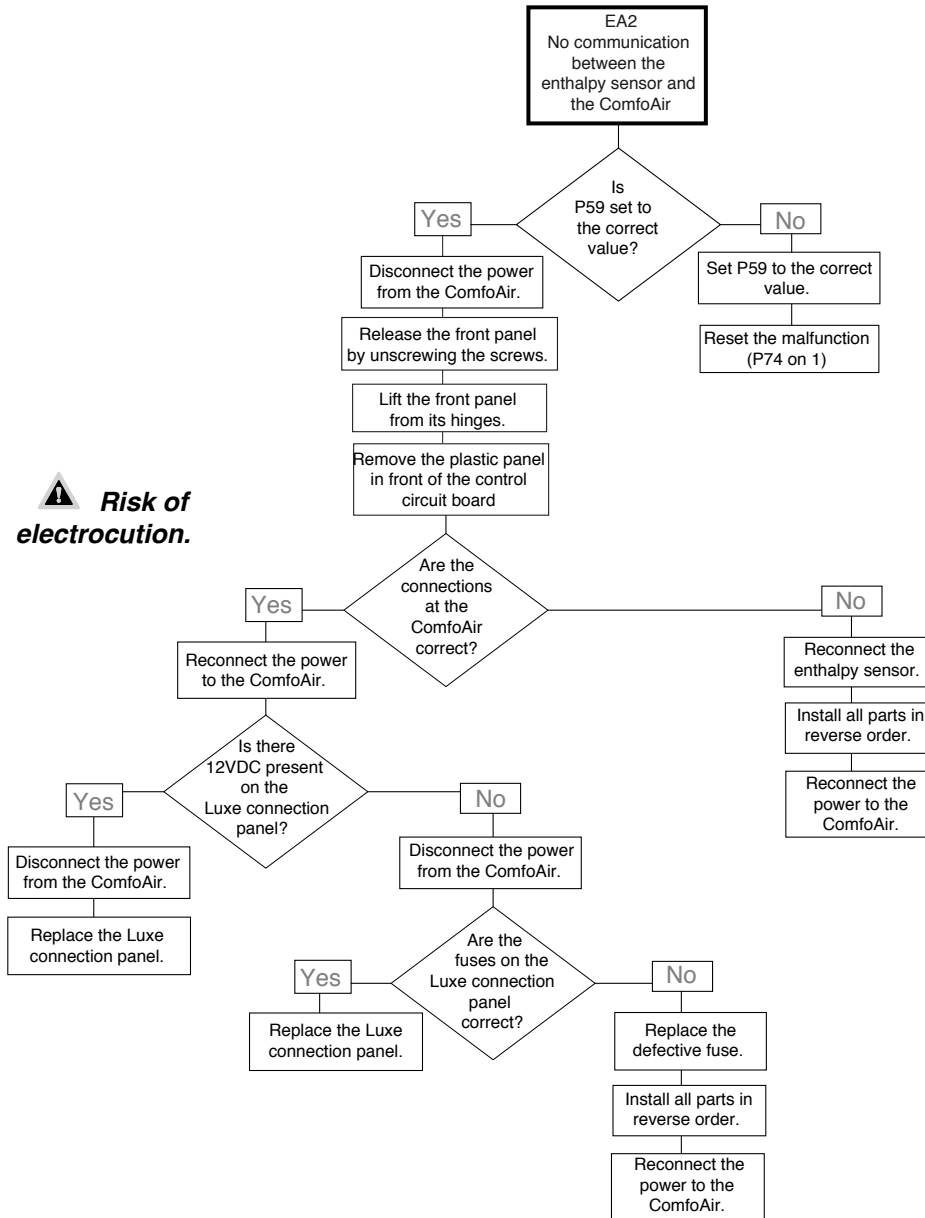 EA2
No communication
between the
enthalpy sensor and
the ComfoAir
Is
P59 set to
the correct
value?
Yes
No
Disconnect the power
from the ComfoAir.
Set P59 to the correct
value.
Release the front panel
by unscrewing the screws.
Reset the malfunction
(P74 on 1)
Lift the front panel
from its hinges.
Remove the plastic panel
in front of the control
circuit board
Risk of
electrocution.
Are the
connections
at the
ComfoAir
correct?
Yes
No
Reconnect the power
to the ComfoAir.
Reconnect the
enthalpy sensor.
Install all parts in
reverse order.
Reconnect the
power to the
ComfoAir.
Is there
12VDC present
on the
Luxe connection
panel?
Yes
No
Disconnect the power
from the ComfoAir.
Replace the Luxe
connection panel.
Disconnect the power
from the ComfoAir.
Are the
fuses on the
Luxe connection
panel
correct?
Yes
No
Replace the Luxe
connection panel.
Replace the
defective fuse.
Install all parts in
reverse order.
Reconnect the
power to the
ComfoAir.